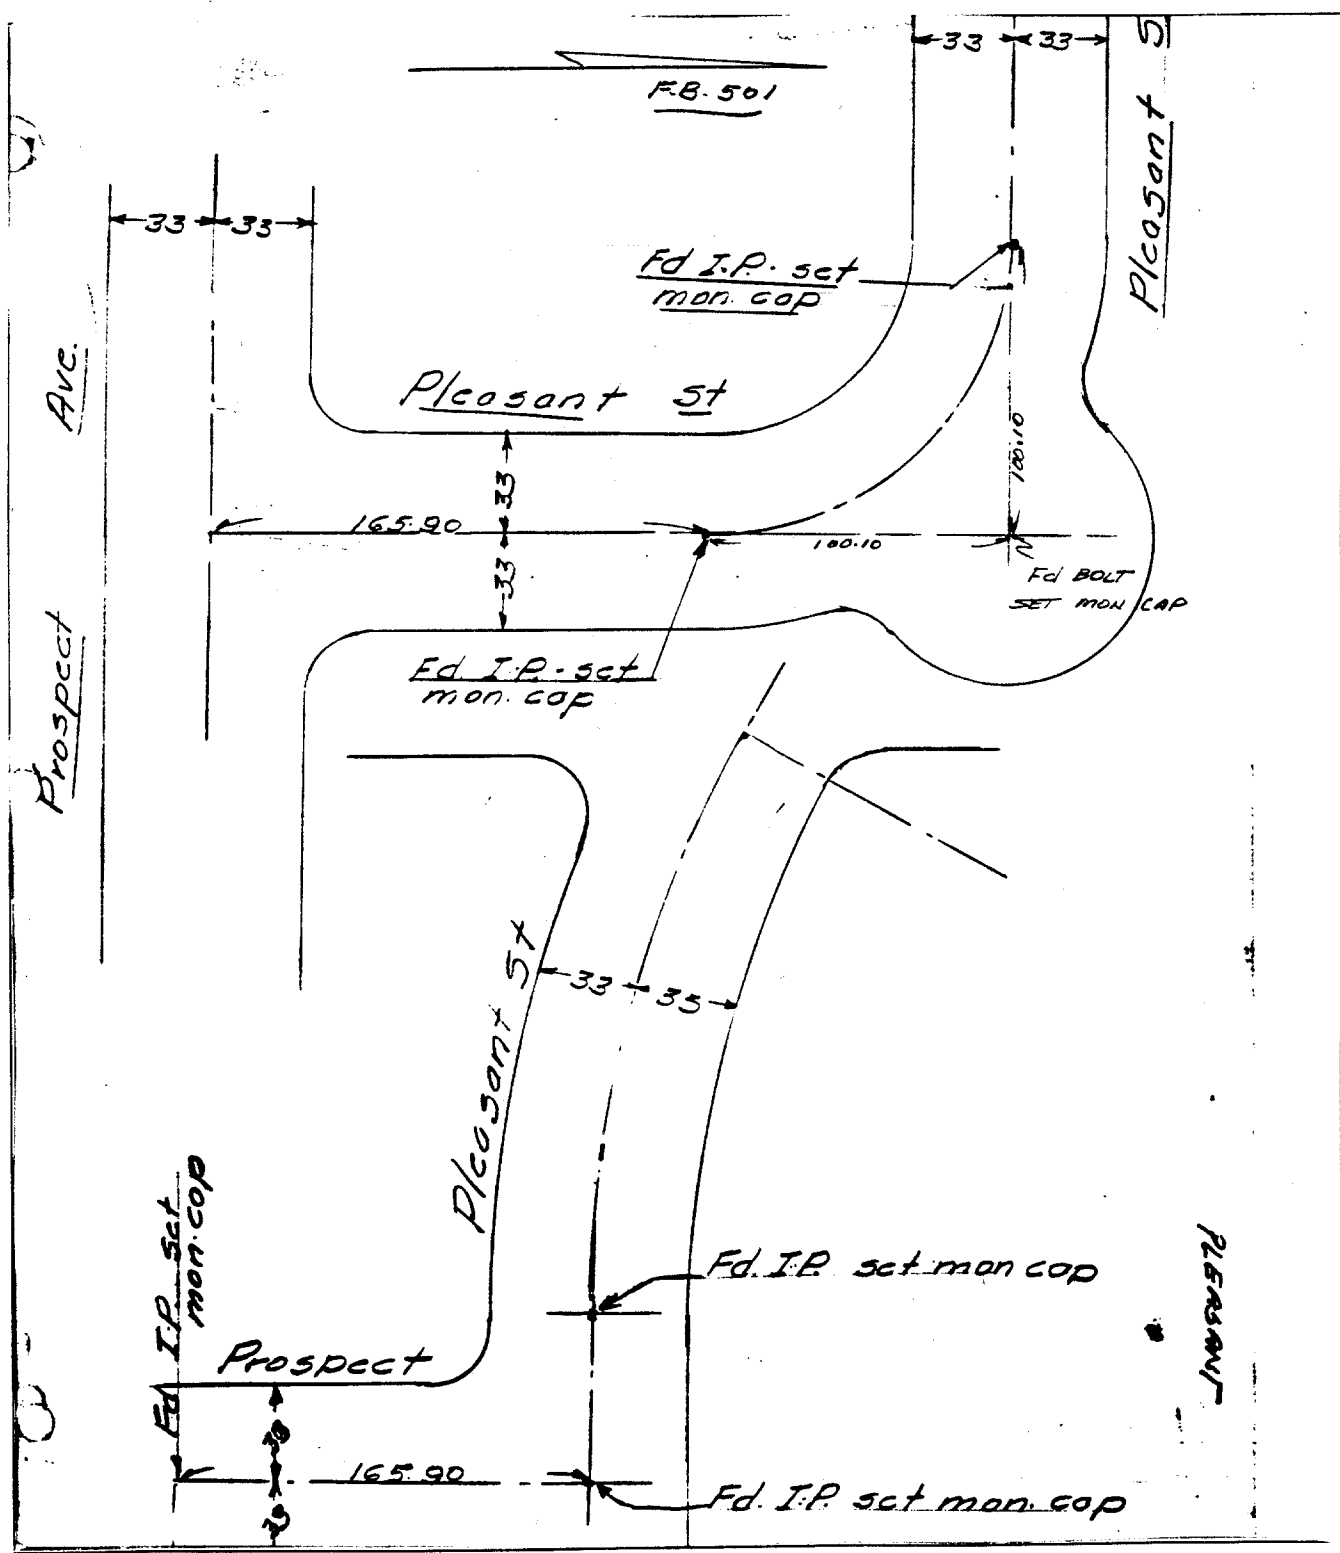 33 33
Pleasant S
F.B. 501
33 33
Fd I.P. set
mon. cap
Ave.
Pleasant St
33
100.10
165.90
100.10
33
Fd BOLT
SET MON CAP
Prospect
Fd. I.P. set
mon. cap
Pleasant St
33 33
Fd I.P. set
mon. cap
Fd. I.P. set mon cap
PLEASANT
Prospect
33
165.90
33
Fd. I.P. set mon. cap